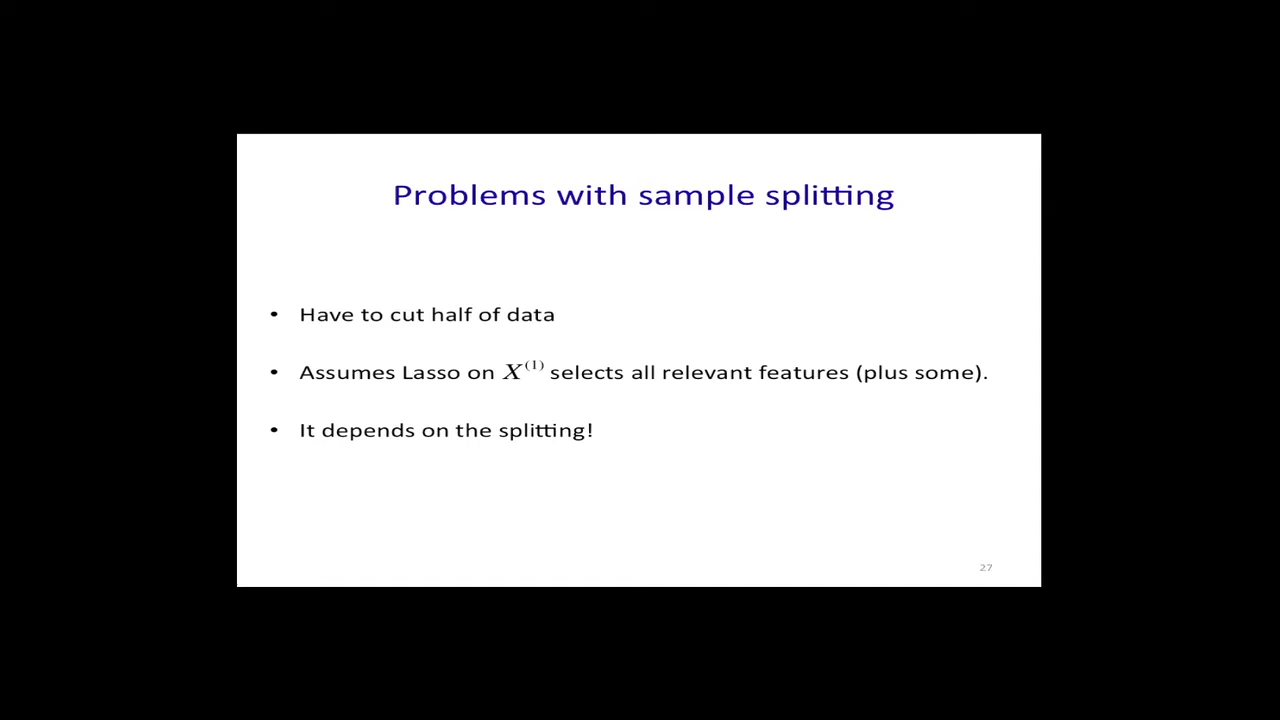 Problems with sample splitting
• Have to cut half of data
• Assumes Lasso on X^(1) selects all relevant features (plus some).
• It depends on the splitting!
27